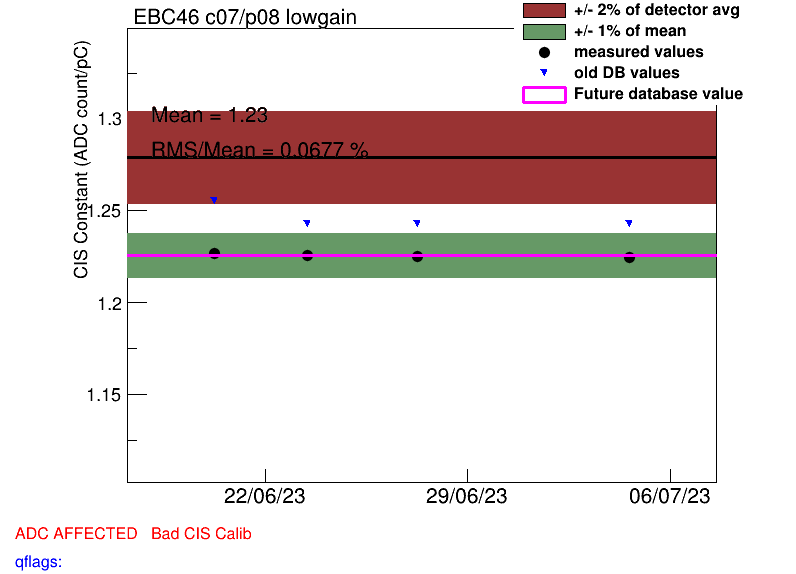 EBC46 c07/p08 lowgain
+/- 2% of detector avg
+/- 1% of mean
measured values
old DB values
Future database value
Mean = 1.23
RMS/Mean = 0.0677 %
CIS Constant (ADC count/pC)
1.3
1.25
1.2
1.15
22/06/23
29/06/23
06/07/23
ADC AFFECTED Bad CIS Calib
qflags: